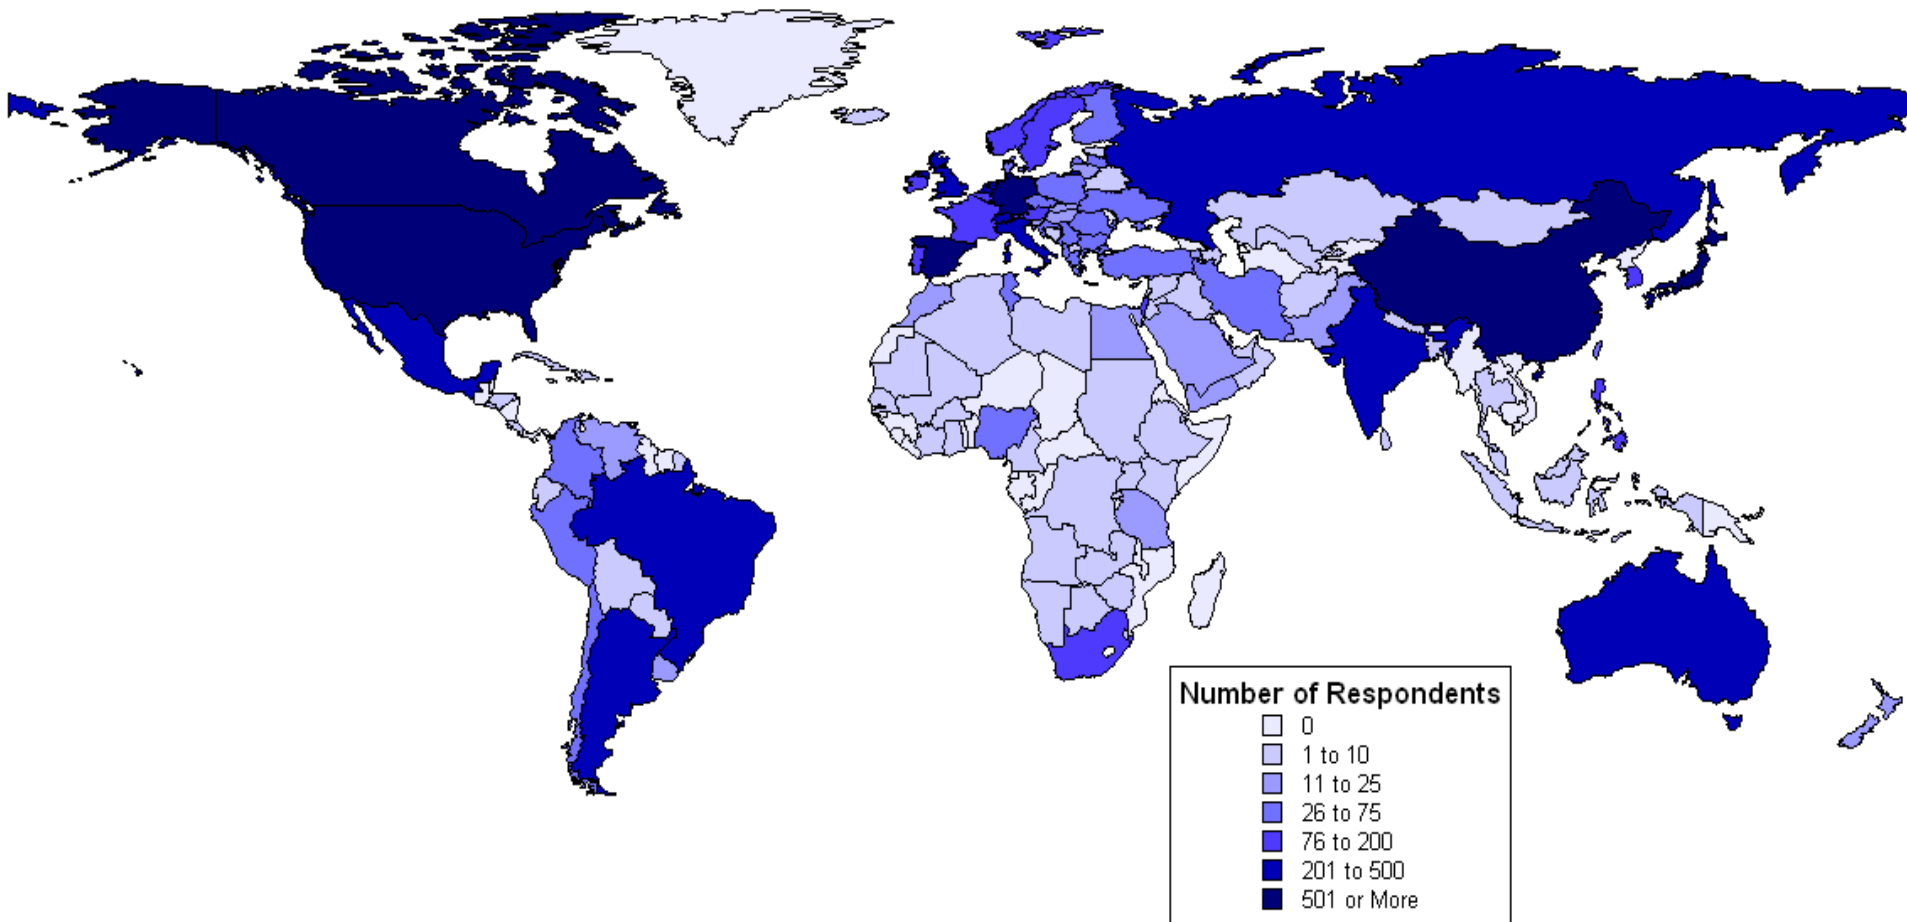 Number of Respondents
0
1 to 10
11 to 25
26 to 75
76 to 200
201 to 500
501 or More